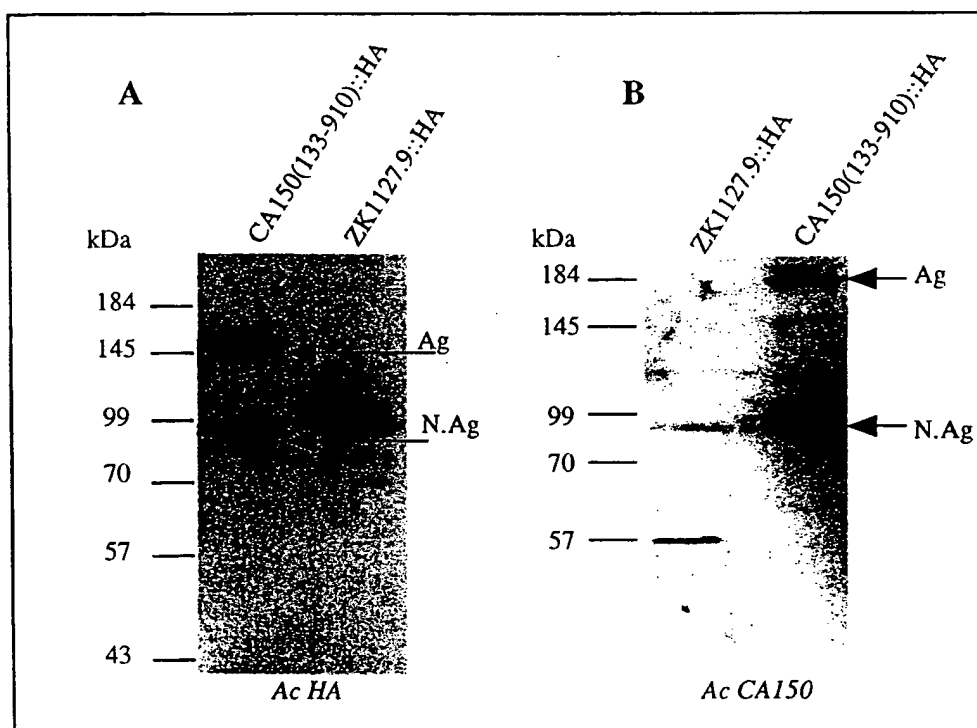 A
CA150(133-910)::HA
ZK1127.9::HA
kDa
184
145
99
70
57
43
Ag
N.Ag
Ac HA
B
ZK1127.9::HA
CA150(133-910)::HA
kDa
184
145
99
70
57
Ag
N.Ag
Ac CA150